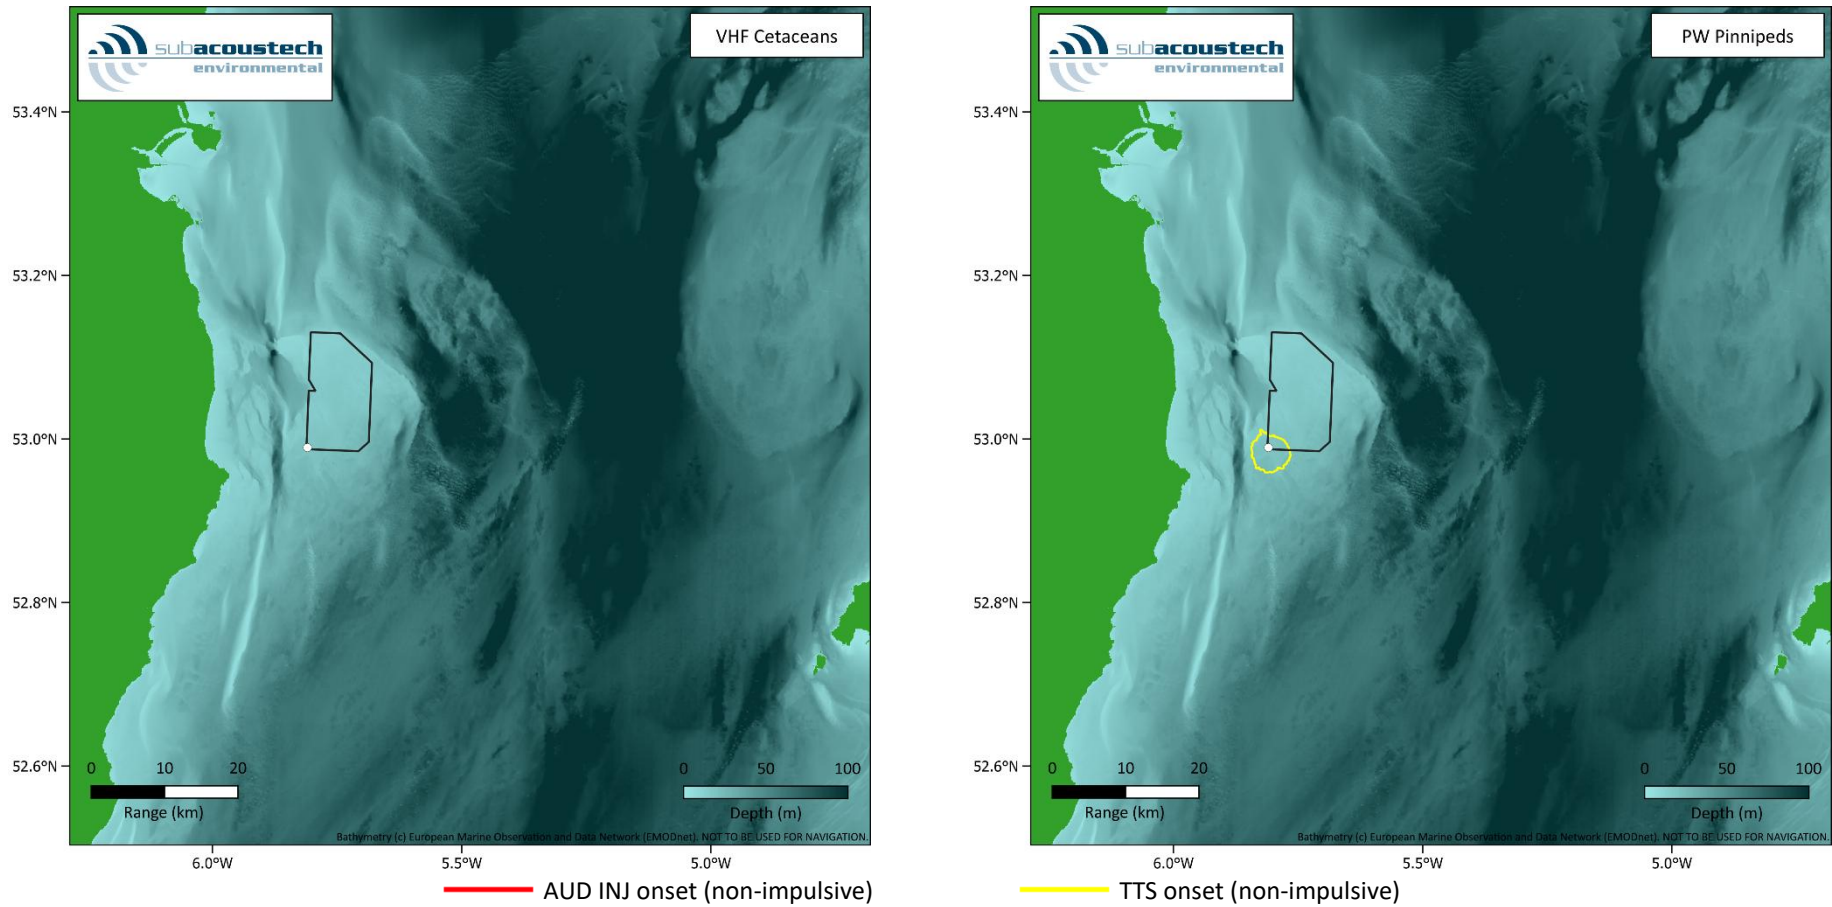 subacoustech
environmental
VHF Cetaceans
53.4°N
53.2°N
53.0°N
52.8°N
52.6°N
0 10 20
Range (km)
0 50 100
Depth (m)
Bathymetry (c) European Marine Observation and Data Network (EMODnet). NOT TO BE USED FOR NAVIGATION.
6.0°W 5.5°W 5.0°W
subacoustech
environmental
PW Pinnipeds
53.4°N
53.2°N
53.0°N
52.8°N
52.6°N
0 10 20
Range (km)
0 50 100
Depth (m)
Bathymetry (c) European Marine Observation and Data Network (EMODnet). NOT TO BE USED FOR NAVIGATION.
6.0°W 5.5°W 5.0°W
AUD INJ onset (non-impulsive) TTS onset (non-impulsive)